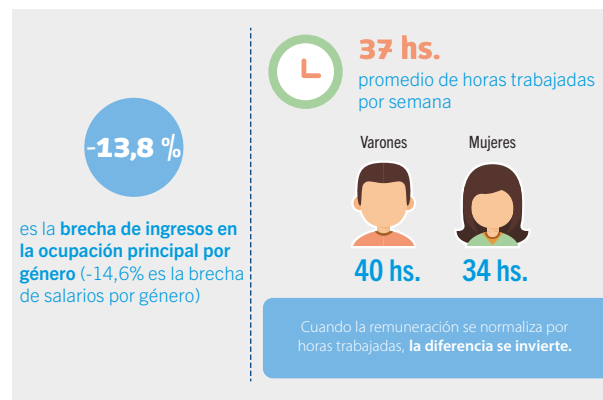 -13,8 %
es la brecha de ingresos en
la ocupación principal por
género (-14,6% es la brecha
de salarios por género)
37 hs.
promedio de horas trabajadas
por semana
Varones
Mujeres
40 hs.
34 hs.
Cuando la remuneración se normaliza por
horas trabajadas, la diferencia se invierte.